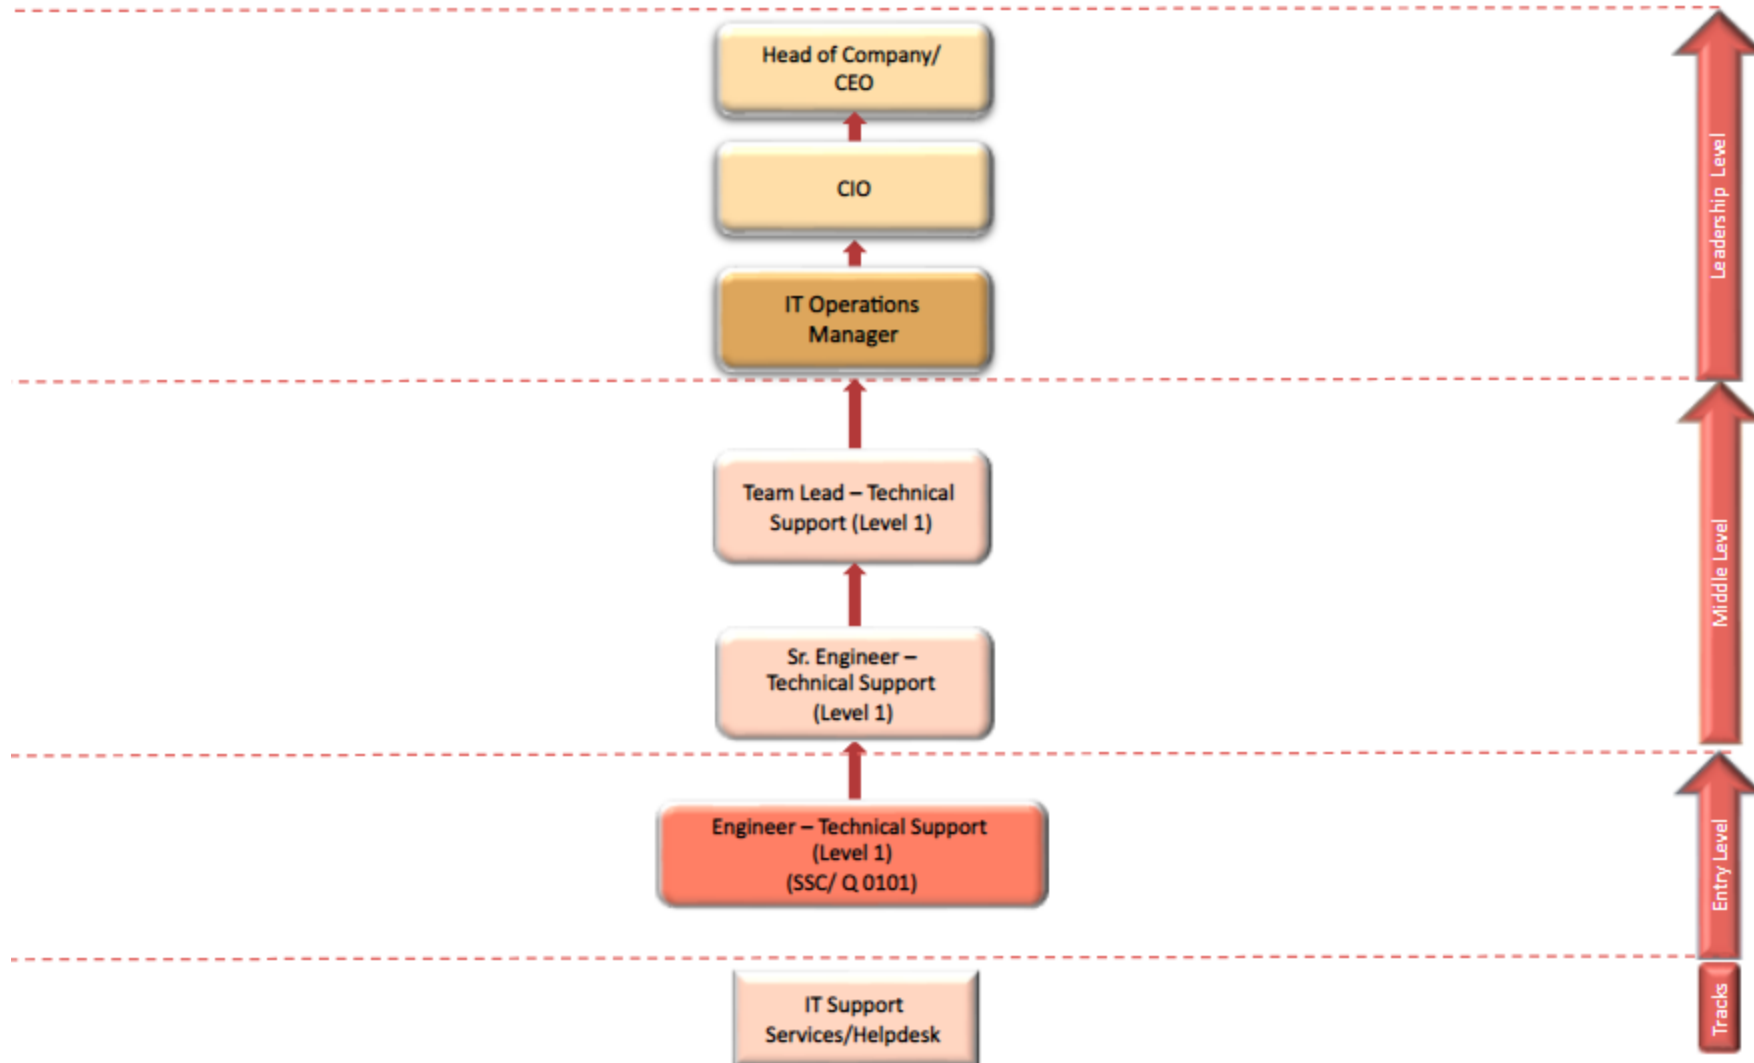 Head of Company/
CEO
CIO
IT Operations
Manager
Leadership Level
Team Lead – Technical
Support (Level 1)
Sr. Engineer –
Technical Support
(Level 1)
Middle Level
Engineer – Technical Support
(Level 1)
(SSC/ Q 0101)
Entry Level
IT Support
Services/Helpdesk
Tracks